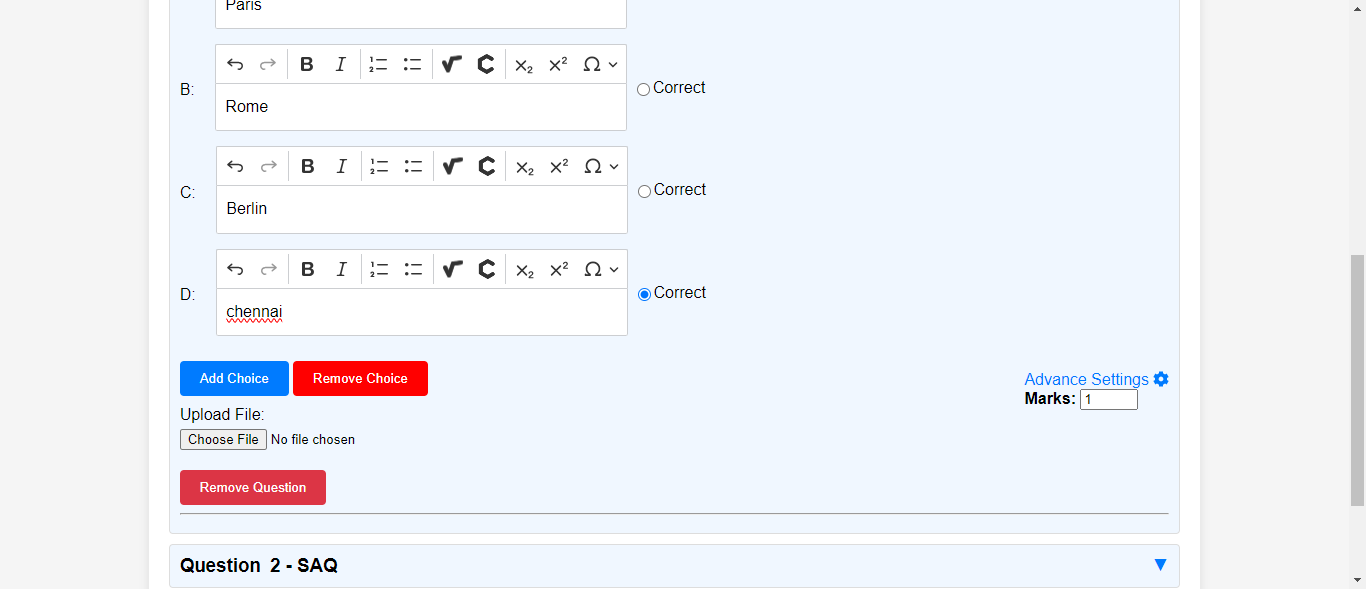 Paris
B:
Rome
Correct
C:
Berlin
Correct
D:
chennai
Correct
Add Choice Remove Choice
Advance Settings
Marks: 1
Upload File:
Choose File No file chosen
Remove Question
Question 2 - SAQ